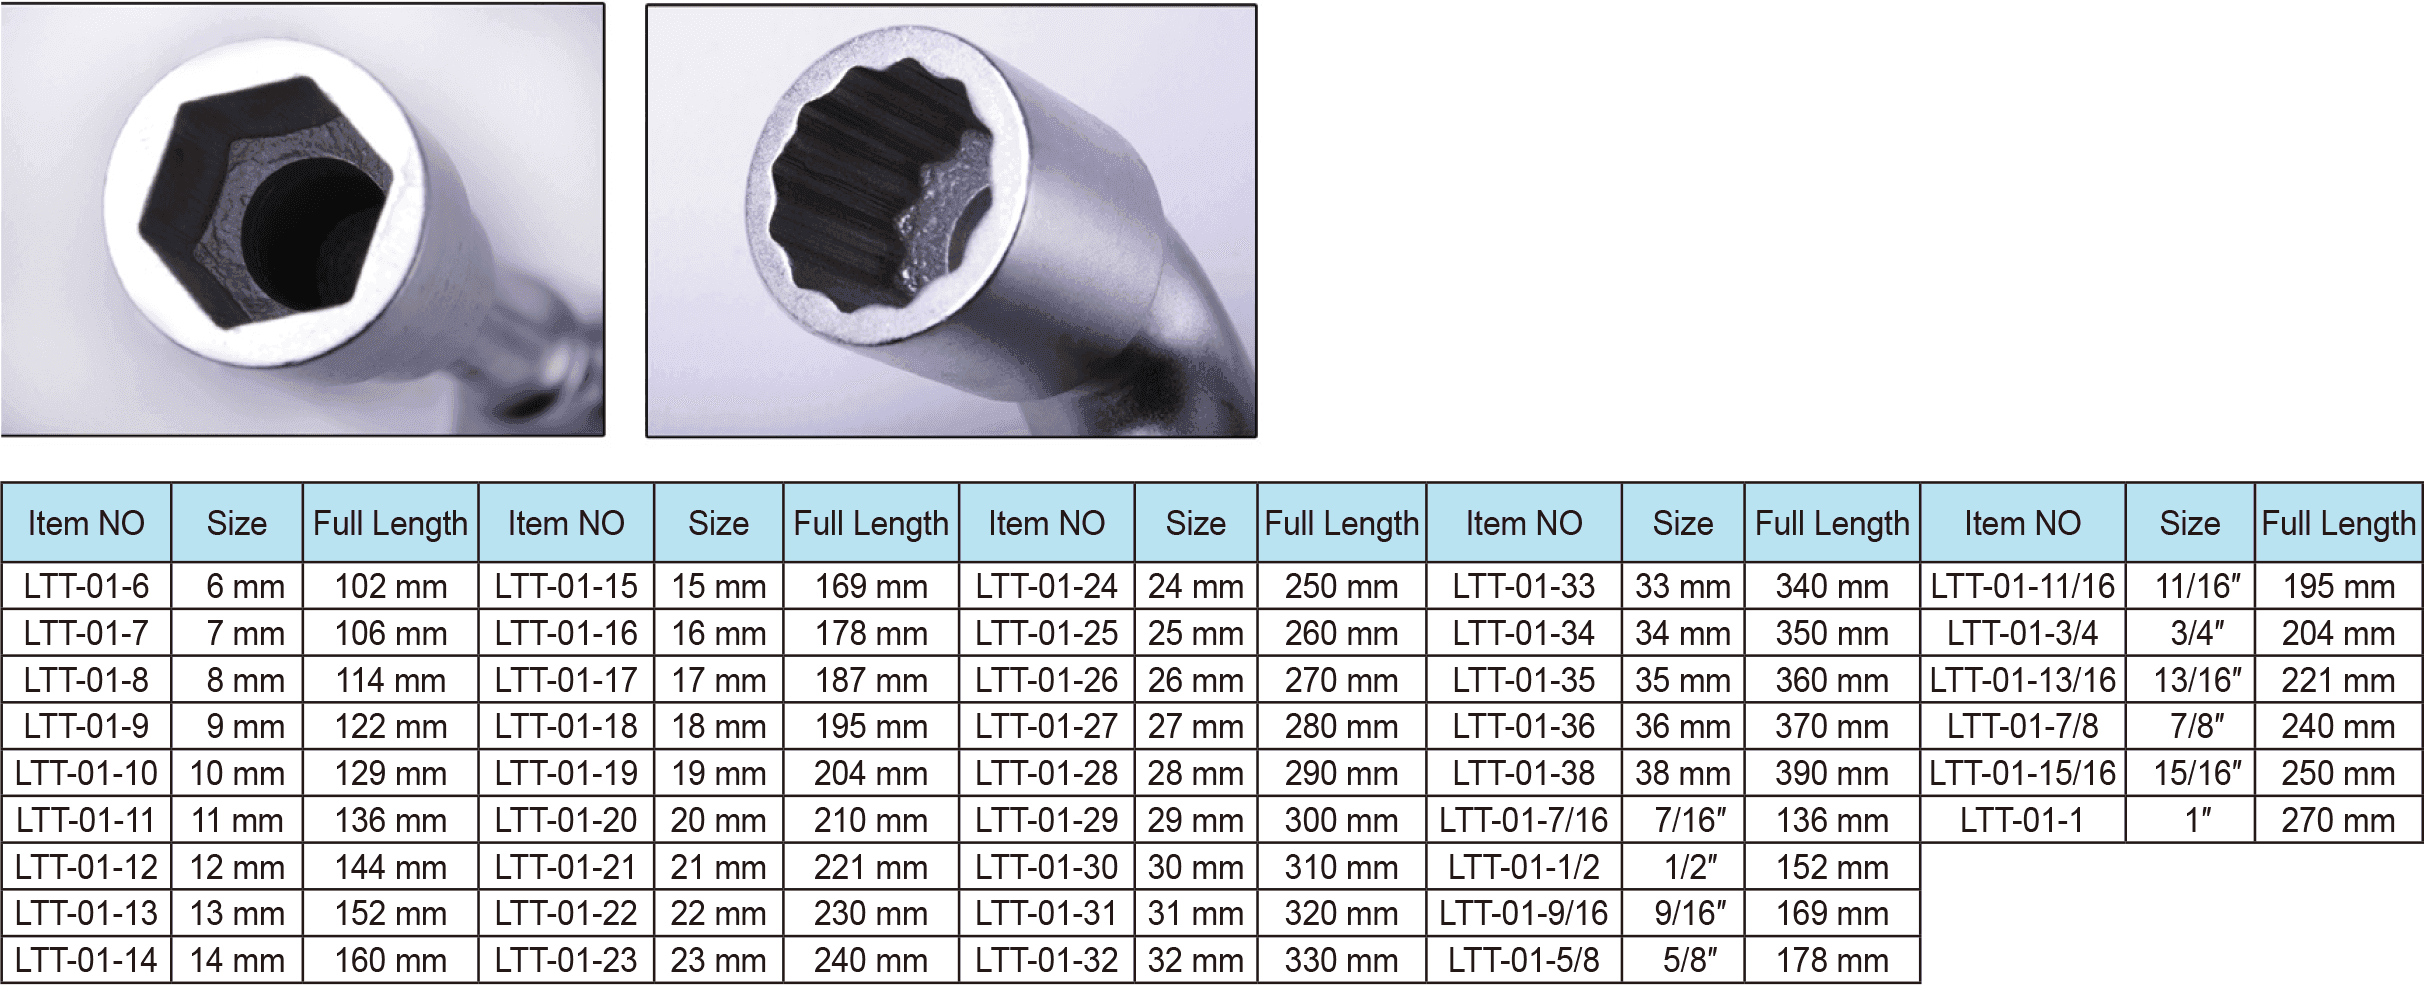 Item NO Size Full Length Item NO Size Full Length Item NO Size Full Length Item NO Size Full Length Item NO Size Full Length
LTT-01-6 6 mm 102 mm LTT-01-15 15 mm 169 mm LTT-01-24 24 mm 250 mm LTT-01-33 33 mm 340 mm LTT-01-11/16 11/16″ 195 mm
LTT-01-7 7 mm 106 mm LTT-01-16 16 mm 178 mm LTT-01-25 25 mm 260 mm LTT-01-34 34 mm 350 mm LTT-01-3/4 3/4″ 204 mm
LTT-01-8 8 mm 114 mm LTT-01-17 17 mm 187 mm LTT-01-26 26 mm 270 mm LTT-01-35 35 mm 360 mm LTT-01-13/16 13/16″ 221 mm
LTT-01-9 9 mm 122 mm LTT-01-18 18 mm 195 mm LTT-01-27 27 mm 280 mm LTT-01-36 36 mm 370 mm LTT-01-7/8 7/8″ 240 mm
LTT-01-10 10 mm 129 mm LTT-01-19 19 mm 204 mm LTT-01-28 28 mm 290 mm LTT-01-38 38 mm 390 mm LTT-01-15/16 15/16″ 250 mm
LTT-01-11 11 mm 136 mm LTT-01-20 20 mm 210 mm LTT-01-29 29 mm 300 mm LTT-01-7/16 7/16″ 136 mm LTT-01-1 1″ 270 mm
LTT-01-12 12 mm 144 mm LTT-01-21 21 mm 221 mm LTT-01-30 30 mm 310 mm LTT-01-1/2 1/2″ 152 mm
LTT-01-13 13 mm 152 mm LTT-01-22 22 mm 230 mm LTT-01-31 31 mm 320 mm LTT-01-9/16 9/16″ 169 mm
LTT-01-14 14 mm 160 mm LTT-01-23 23 mm 240 mm LTT-01-32 32 mm 330 mm LTT-01-5/8 5/8″ 178 mm